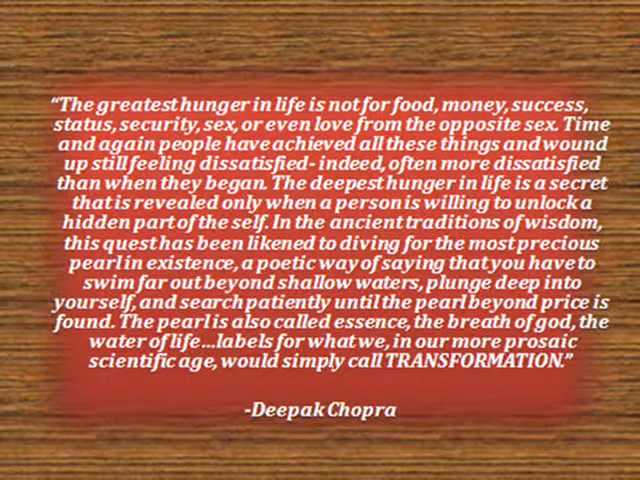 “The greatest hunger in life is not for food, money, success,
status, security, sex, or even love from the opposite sex. Time
and again people have achieved all these things and wound
up still feeling dissatisfied- indeed, often more dissatisfied
than when they began. The deepest hunger in life is a secret
that is revealed only when a person is willing to unlock a
hidden part of the self. In the ancient traditions of wisdom,
this quest has been likened to diving for the most precious
pearl in existence, a poetic way of saying that you have to
swim far out beyond shallow waters, plunge deep into
yourself, and search patiently until the pearl beyond price is
found. The pearl is also called essence, the breath of god, the
water of life...labels for what we, in our more prosaic
scientific age, would simply call TRANSFORMATION.”
-Deepak Chopra